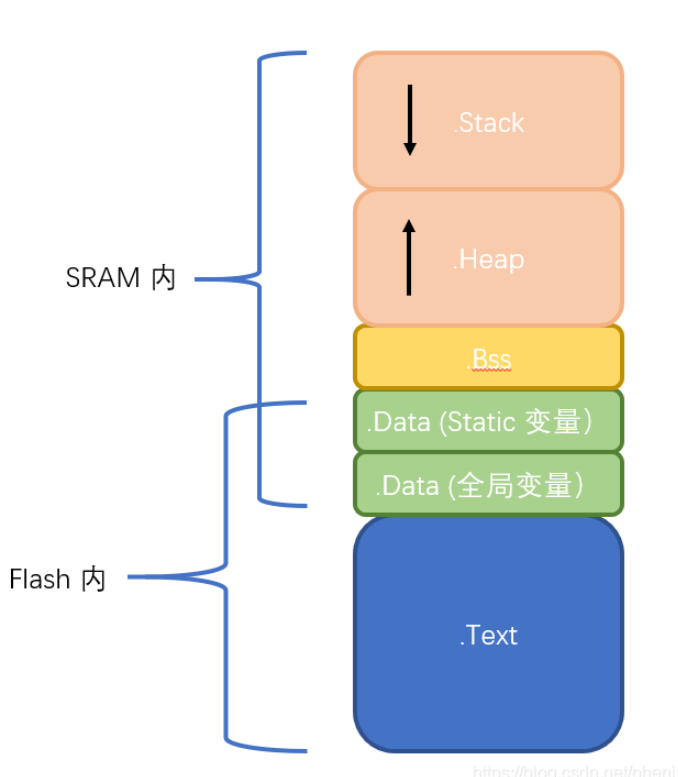 .Stack
.Heap
SRAM 内
.Bss
.Data (Static 变量）
.Data (全局变量）
Flash 内
.Text